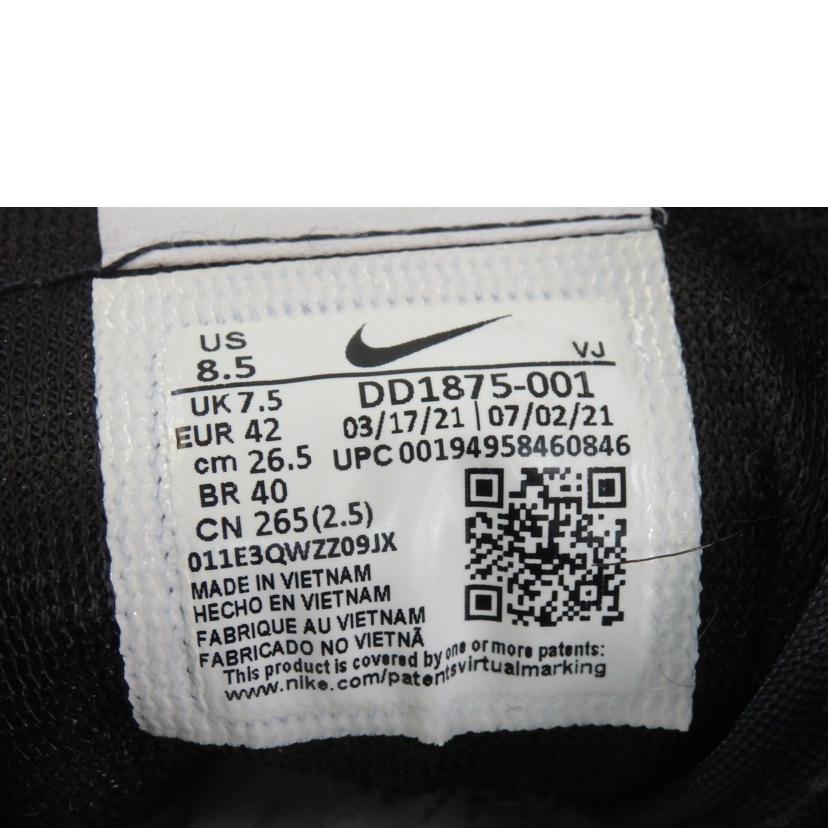 US
8.5
VJ
UK 7.5
DD1875-001
EUR 42
03/17/21 | 07/02/21
cm 26.5
UPC 00194958460846
BR 40
CN 265(2.5)
011E3QWZZ09JX
MADE IN VIETNAM
HECHO EN VIETNAM
FABRIQUE AU VIETNAM
FABRICADO NO VIETNÃ
This product is covered by one or more patents:
www.nike.com/patentsvirtualmarking